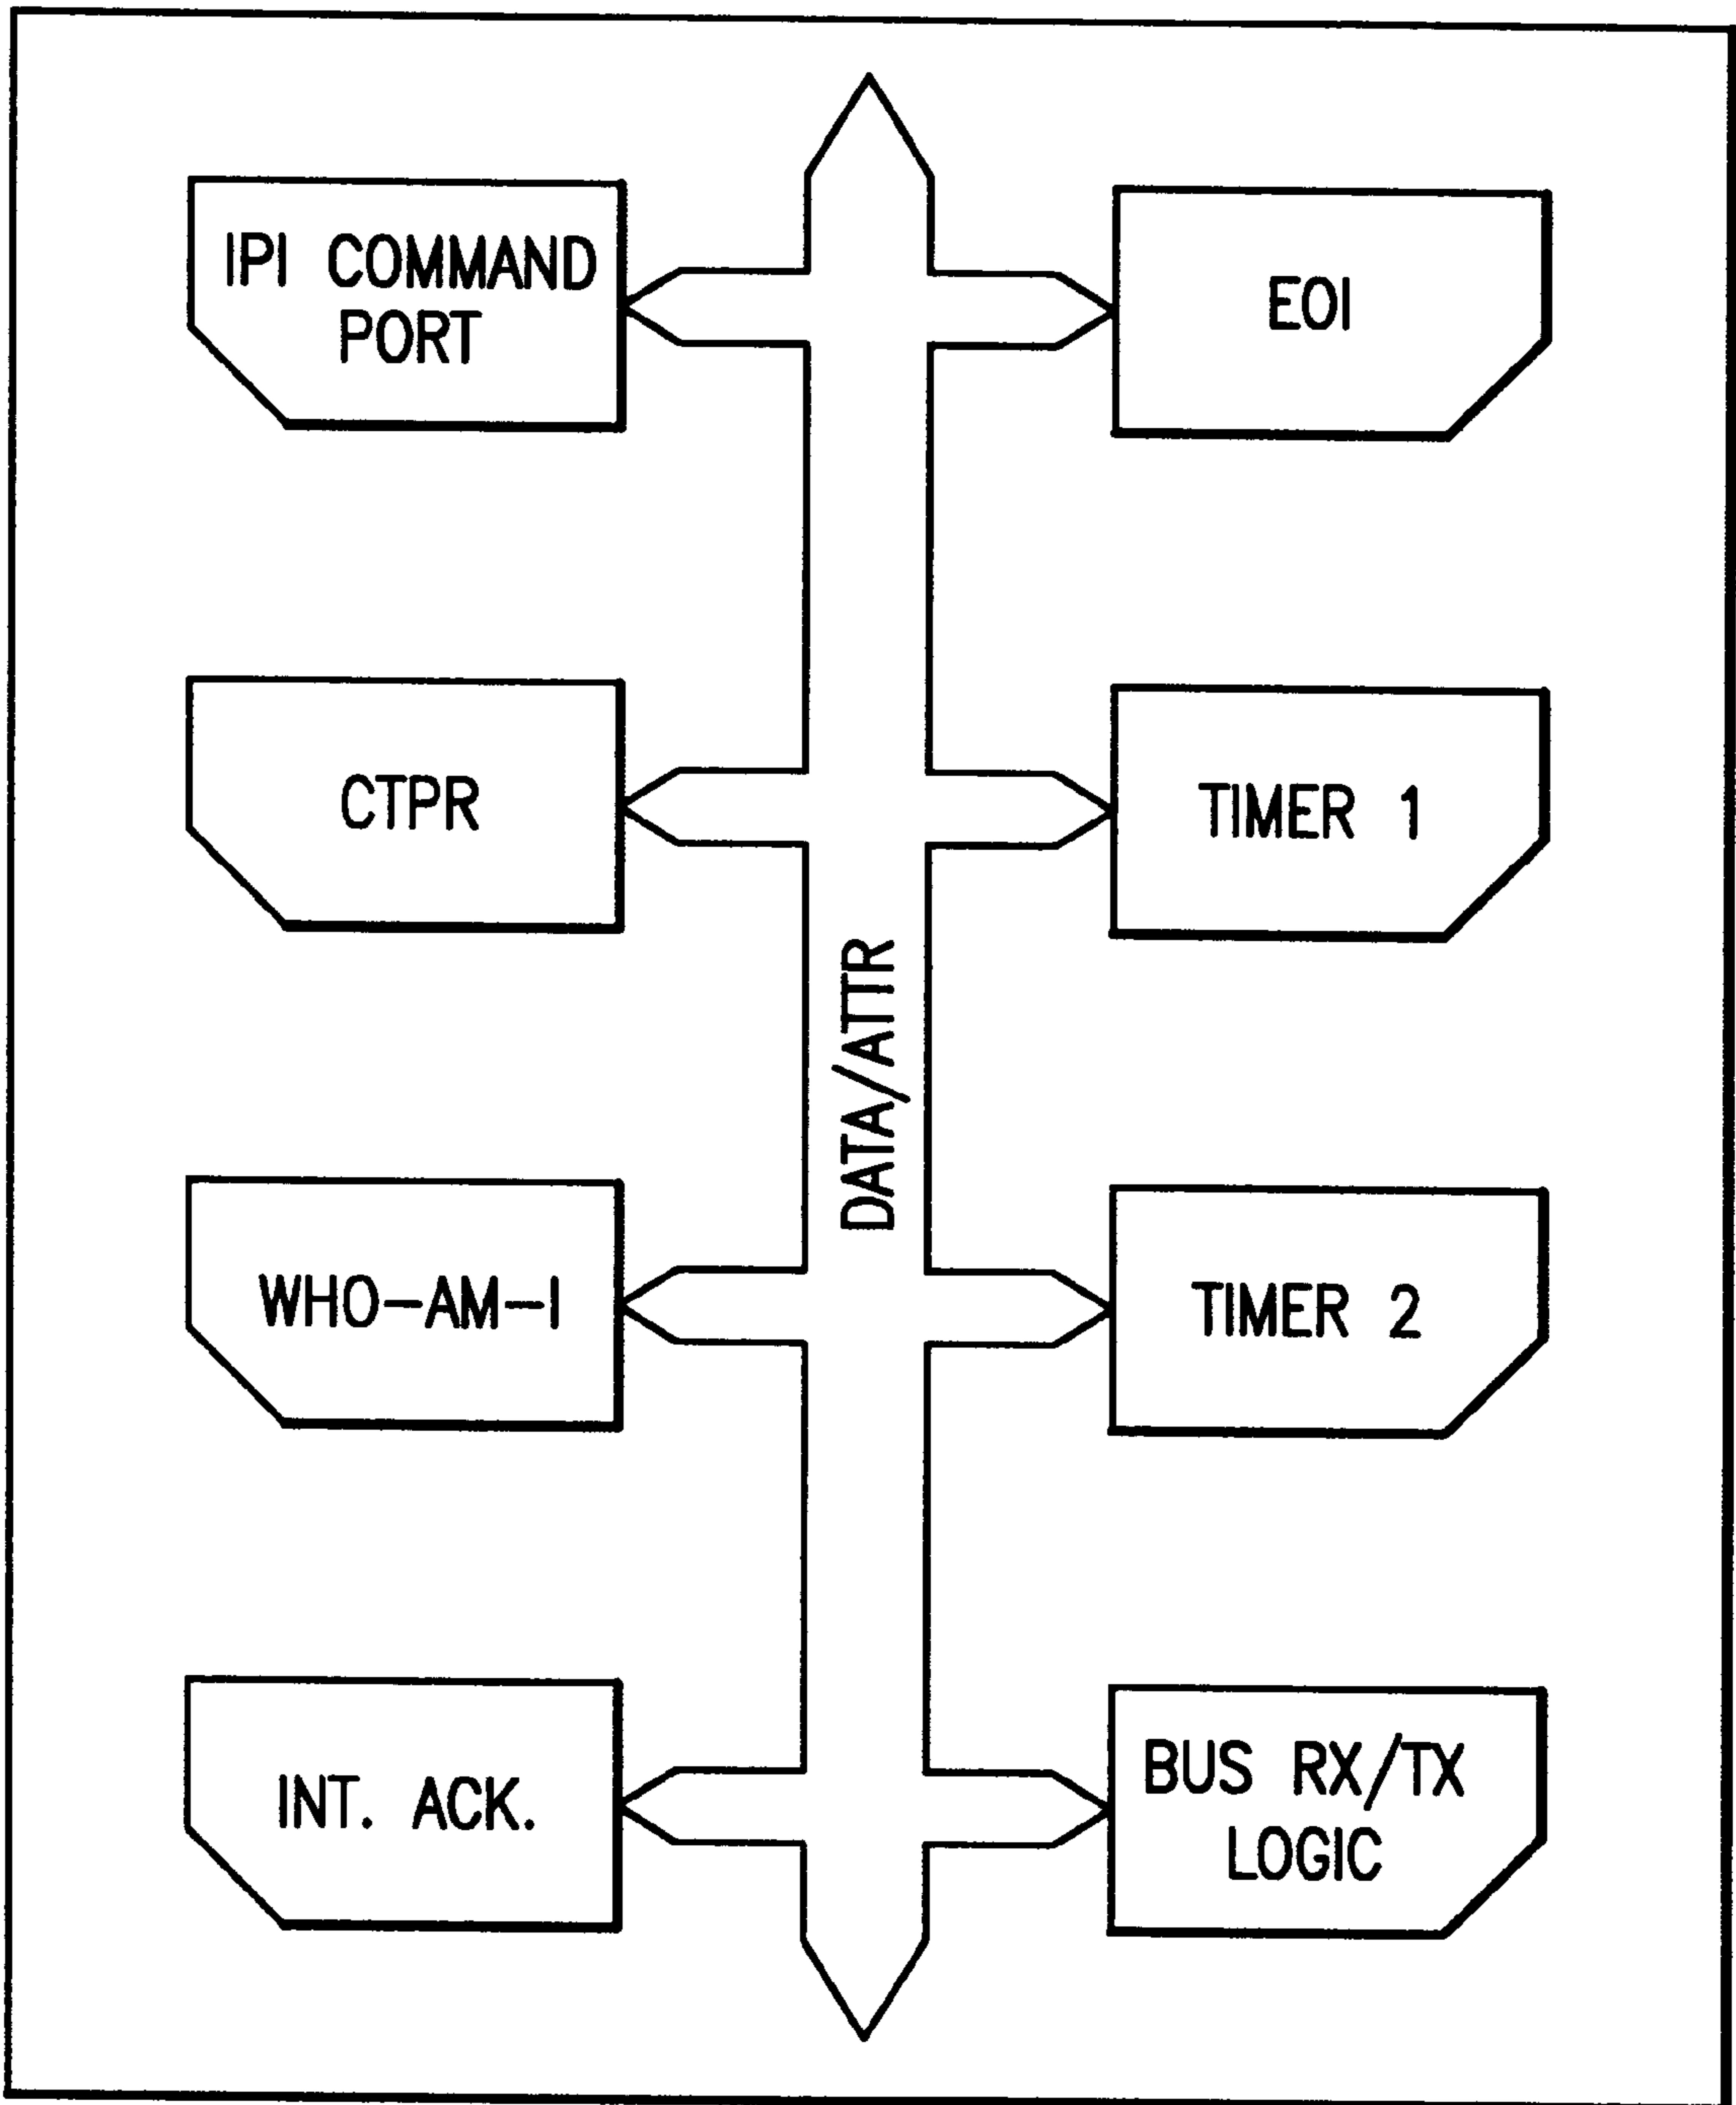 IPI COMMAND
PORT
EOI
CTPR
TIMER 1
DATA/ATTR
WHO-AM-I
TIMER 2
INT. ACK.
BUS RX/TX
LOGIC